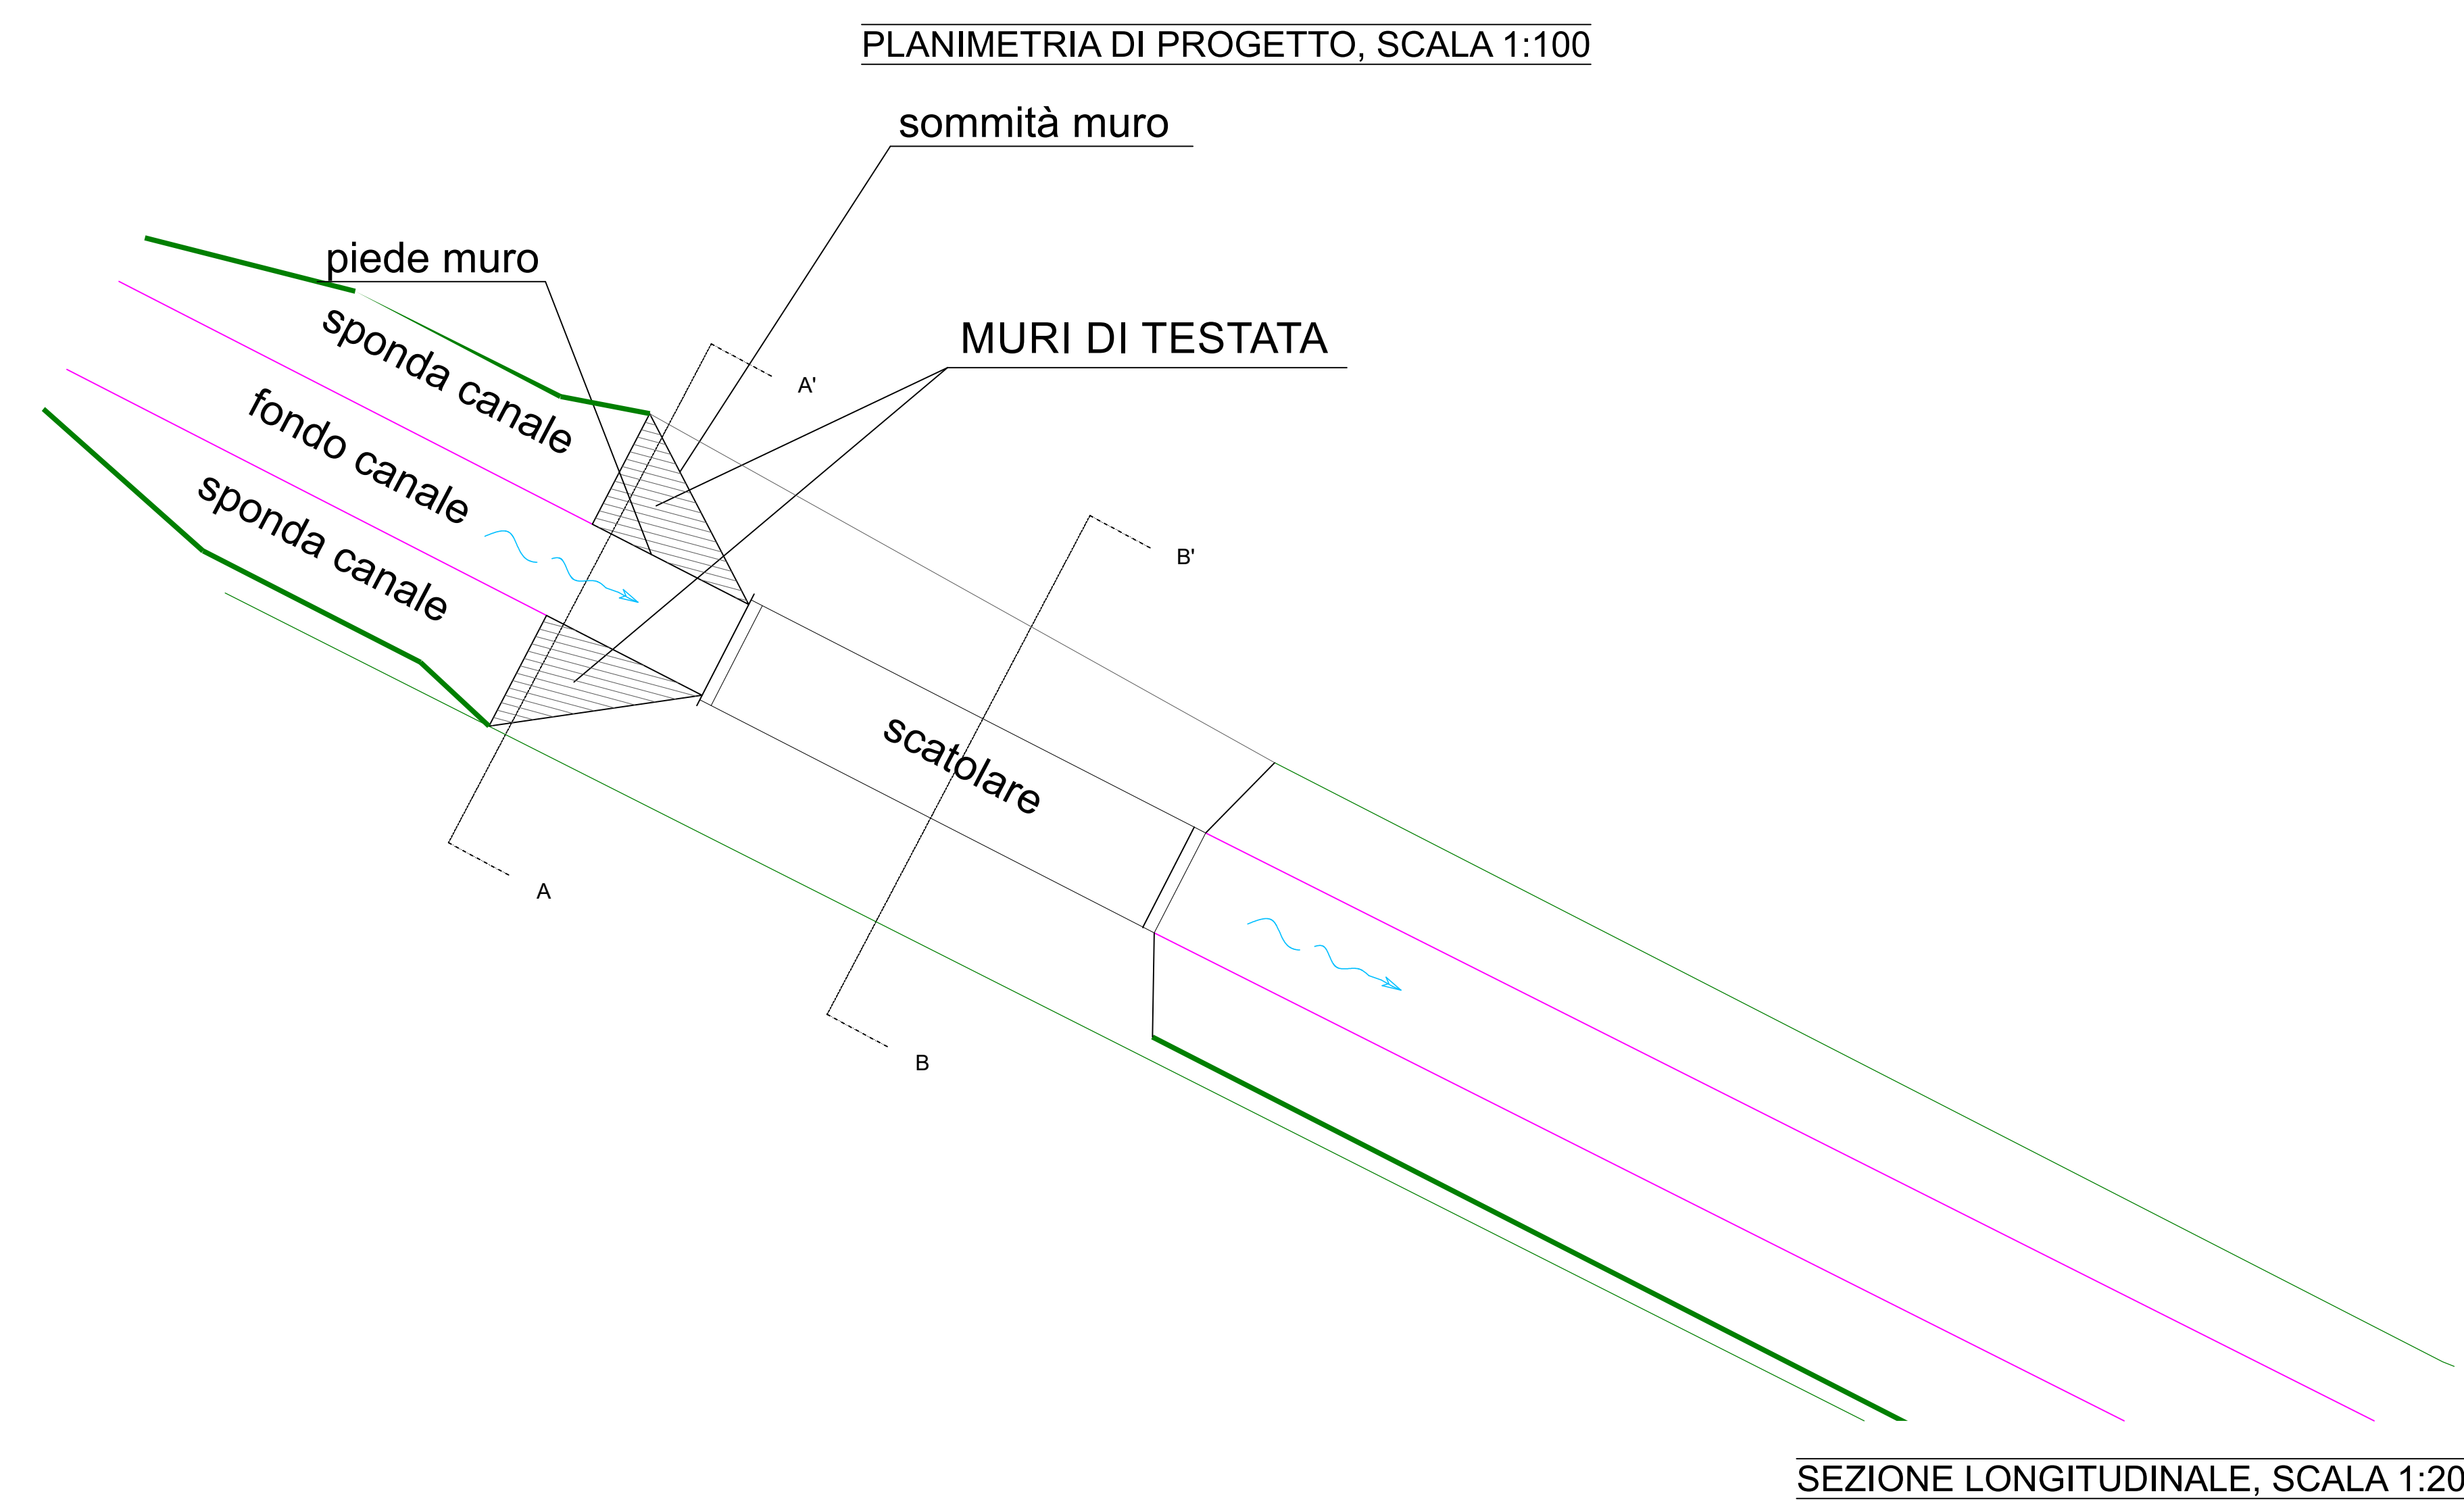 PLANIMETRIA DI PROGETTO, SCALA 1:100
sommità muro
piede muro
MURI DI TESTATA
sponda canale
A'
fondo canale
sponda canale
B'
scatolare
A
B
SEZIONE LONGITUDINALE, SCALA 1:20